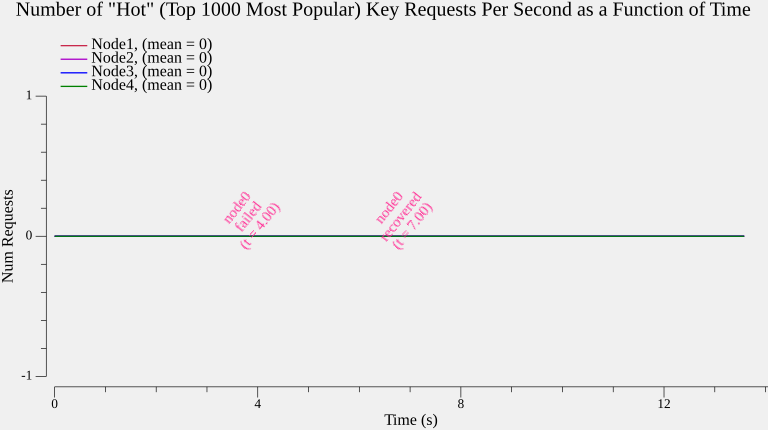 Number of "Hot" (Top 1000 Most Popular) Key Requests Per Second as a Function of Time
Node1, (mean = 0)
Node2, (mean = 0)
Node3, (mean = 0)
Node4, (mean = 0)
1
0
-1
Num Requests
node0
failed
(t = 4.00)
node0
recovered
(t = 7.00)
0
4
8
12
Time (s)